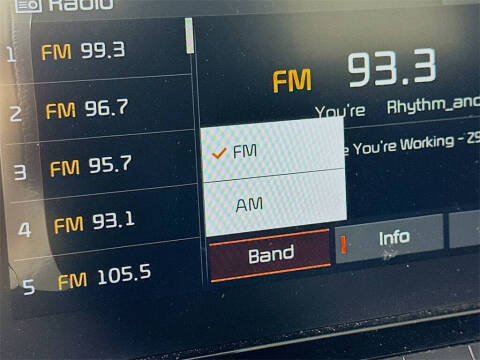 Radio
1 FM 99.3
2 FM 96.7
3 FM 95.7
4 FM 93.1
5 FM 105.5
FM 93.3
You're Rhythm_and
e You're Working - Z9
FM
AM
Band
Info